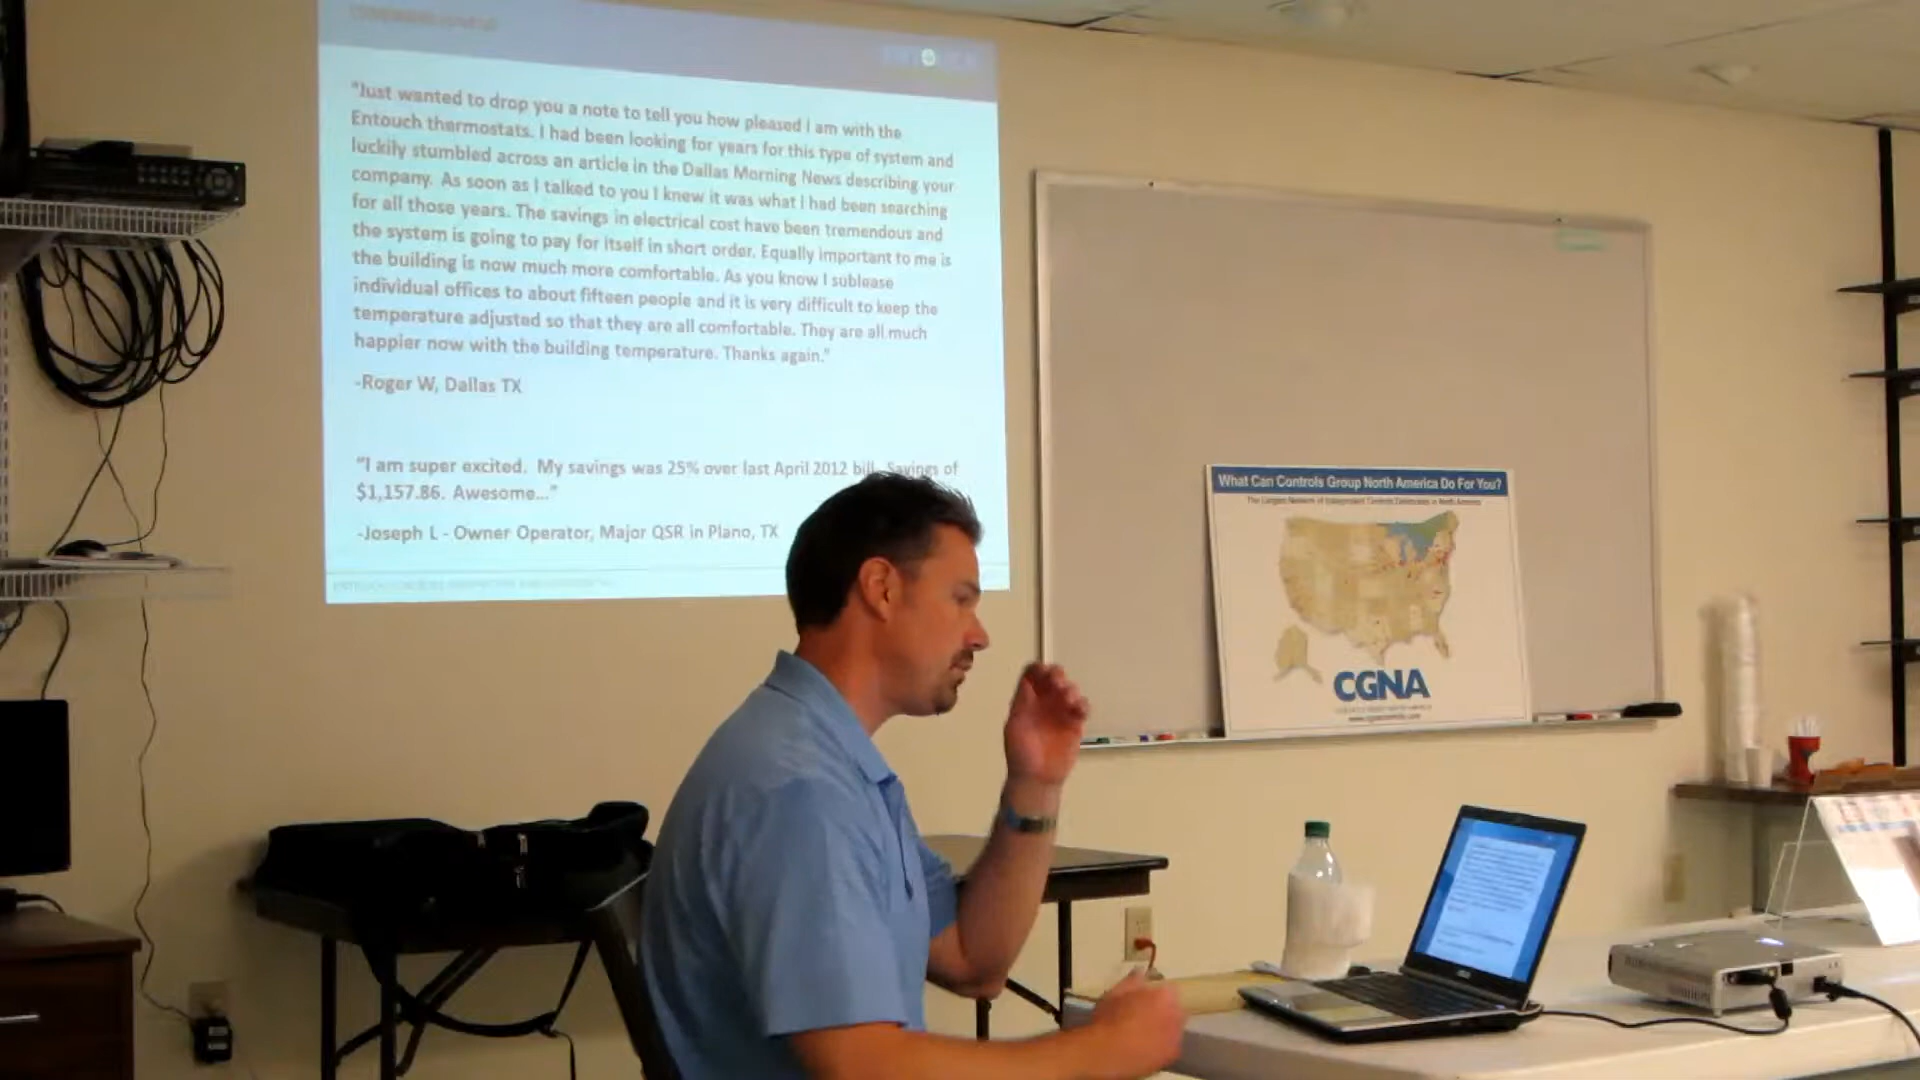 "Just wanted to drop you a note to tell you how pleased I am with the
Entouch thermostats. I had been looking for years for this type of system and
luckily stumbled across an article in the Dallas Morning News describing your
company. As soon as I talked to you I knew it was what I had been searching
for all those years. The savings in electrical cost have been tremendous and
the system is going to pay for itself in short order. Equally important to me is
the building is now much more comfortable. As you know I sublease
individual offices to about fifteen people and it is very difficult to keep the
temperature adjusted so that they are all comfortable. They are all much
happier now with the building temperature. Thanks again."
-Roger W, Dallas TX
"I am super excited. My savings was 25% over last April 2012 bill. Savings of
$1,157.86. Awesome..."
-Joseph L - Owner Operator, Major QSR in Plano, TX
What Can Controls Group North America Do For You?
The Largest Network of Independent Controls Distributors in North America
CGNA